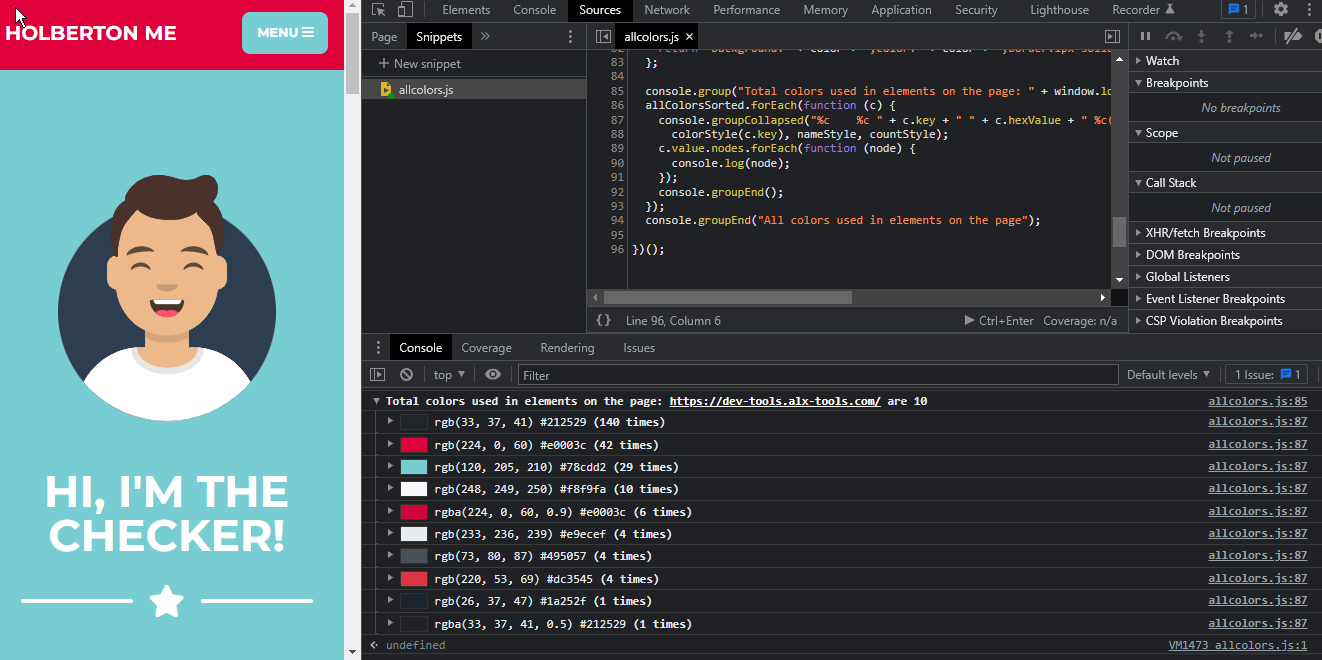 HOLBERTON ME
MENU ☰
HI, I'M THE
CHECKER!
Elements Console Sources Network Performance Memory Application Security Lighthouse Recorder 1
Page Snippets »
+ New snippet
allcolors.js
allcolors.js ×
83 };
84
85 console.group("Total colors used in elements on the page: " + window.lo
86 allColorsSorted.forEach(function (c) {
87 console.groupCollapsed("%c    %c " + c.key + " " + c.hexValue + " %c(
88 colorStyle(c.key), nameStyle, countStyle);
89 c.value.nodes.forEach(function (node) {
90 console.log(node);
91 });
92 console.groupEnd();
93 });
94 console.groupEnd("All colors used in elements on the page");
95
96 })();
{} Line 96, Column 6 Ctrl+Enter Coverage: n/a
Watch
Breakpoints
No breakpoints
Scope
Not paused
Call Stack
Not paused
XHR/fetch Breakpoints
DOM Breakpoints
Global Listeners
Event Listener Breakpoints
CSP Violation Breakpoints
Console Coverage Rendering Issues
top Filter Default levels 1 Issue: 1
Total colors used in elements on the page: https://dev-tools.alx-tools.com/ are 10 allcolors.js:85
rgb(33, 37, 41) #212529 (140 times) allcolors.js:87
rgb(224, 0, 60) #e0003c (42 times) allcolors.js:87
rgb(120, 205, 210) #78cdd2 (29 times) allcolors.js:87
rgb(248, 249, 250) #f8f9fa (10 times) allcolors.js:87
rgba(224, 0, 60, 0.9) #e0003c (6 times) allcolors.js:87
rgb(233, 236, 239) #e9ecef (4 times) allcolors.js:87
rgb(73, 80, 87) #495057 (4 times) allcolors.js:87
rgb(220, 53, 69) #dc3545 (4 times) allcolors.js:87
rgb(26, 37, 47) #1a252f (1 times) allcolors.js:87
rgba(33, 37, 41, 0.5) #212529 (1 times) allcolors.js:87
undefined VM1473 allcolors.js:1